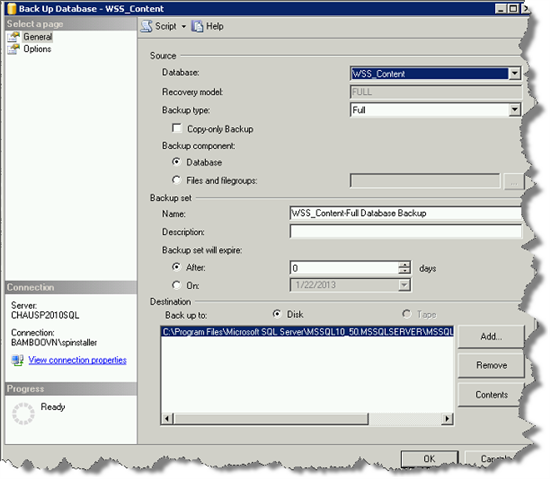 Back Up Database - WSS_Content
Select a page
General
Options
Script
Help
Source
Database:
WSS_Content
Recovery model:
FULL
Backup type:
Full
Copy-only Backup
Backup component:
Database
Files and filegroups:
...
Backup set
Name:
WSS_Content-Full Database Backup
Description:
Backup set will expire:
After:
0
days
On:
1/22/2013
Destination
Back up to:
Disk
Tape
C:\Program Files\Microsoft SQL Server\MSSQL10_50.MSSQLSERVER\MSSQL
Add...
Remove
Contents
Connection
Server:
CHAUSP2010SQL
Connection:
BAMBOOVN\spinstaller
View connection properties
Progress
Ready
OK
Cancel